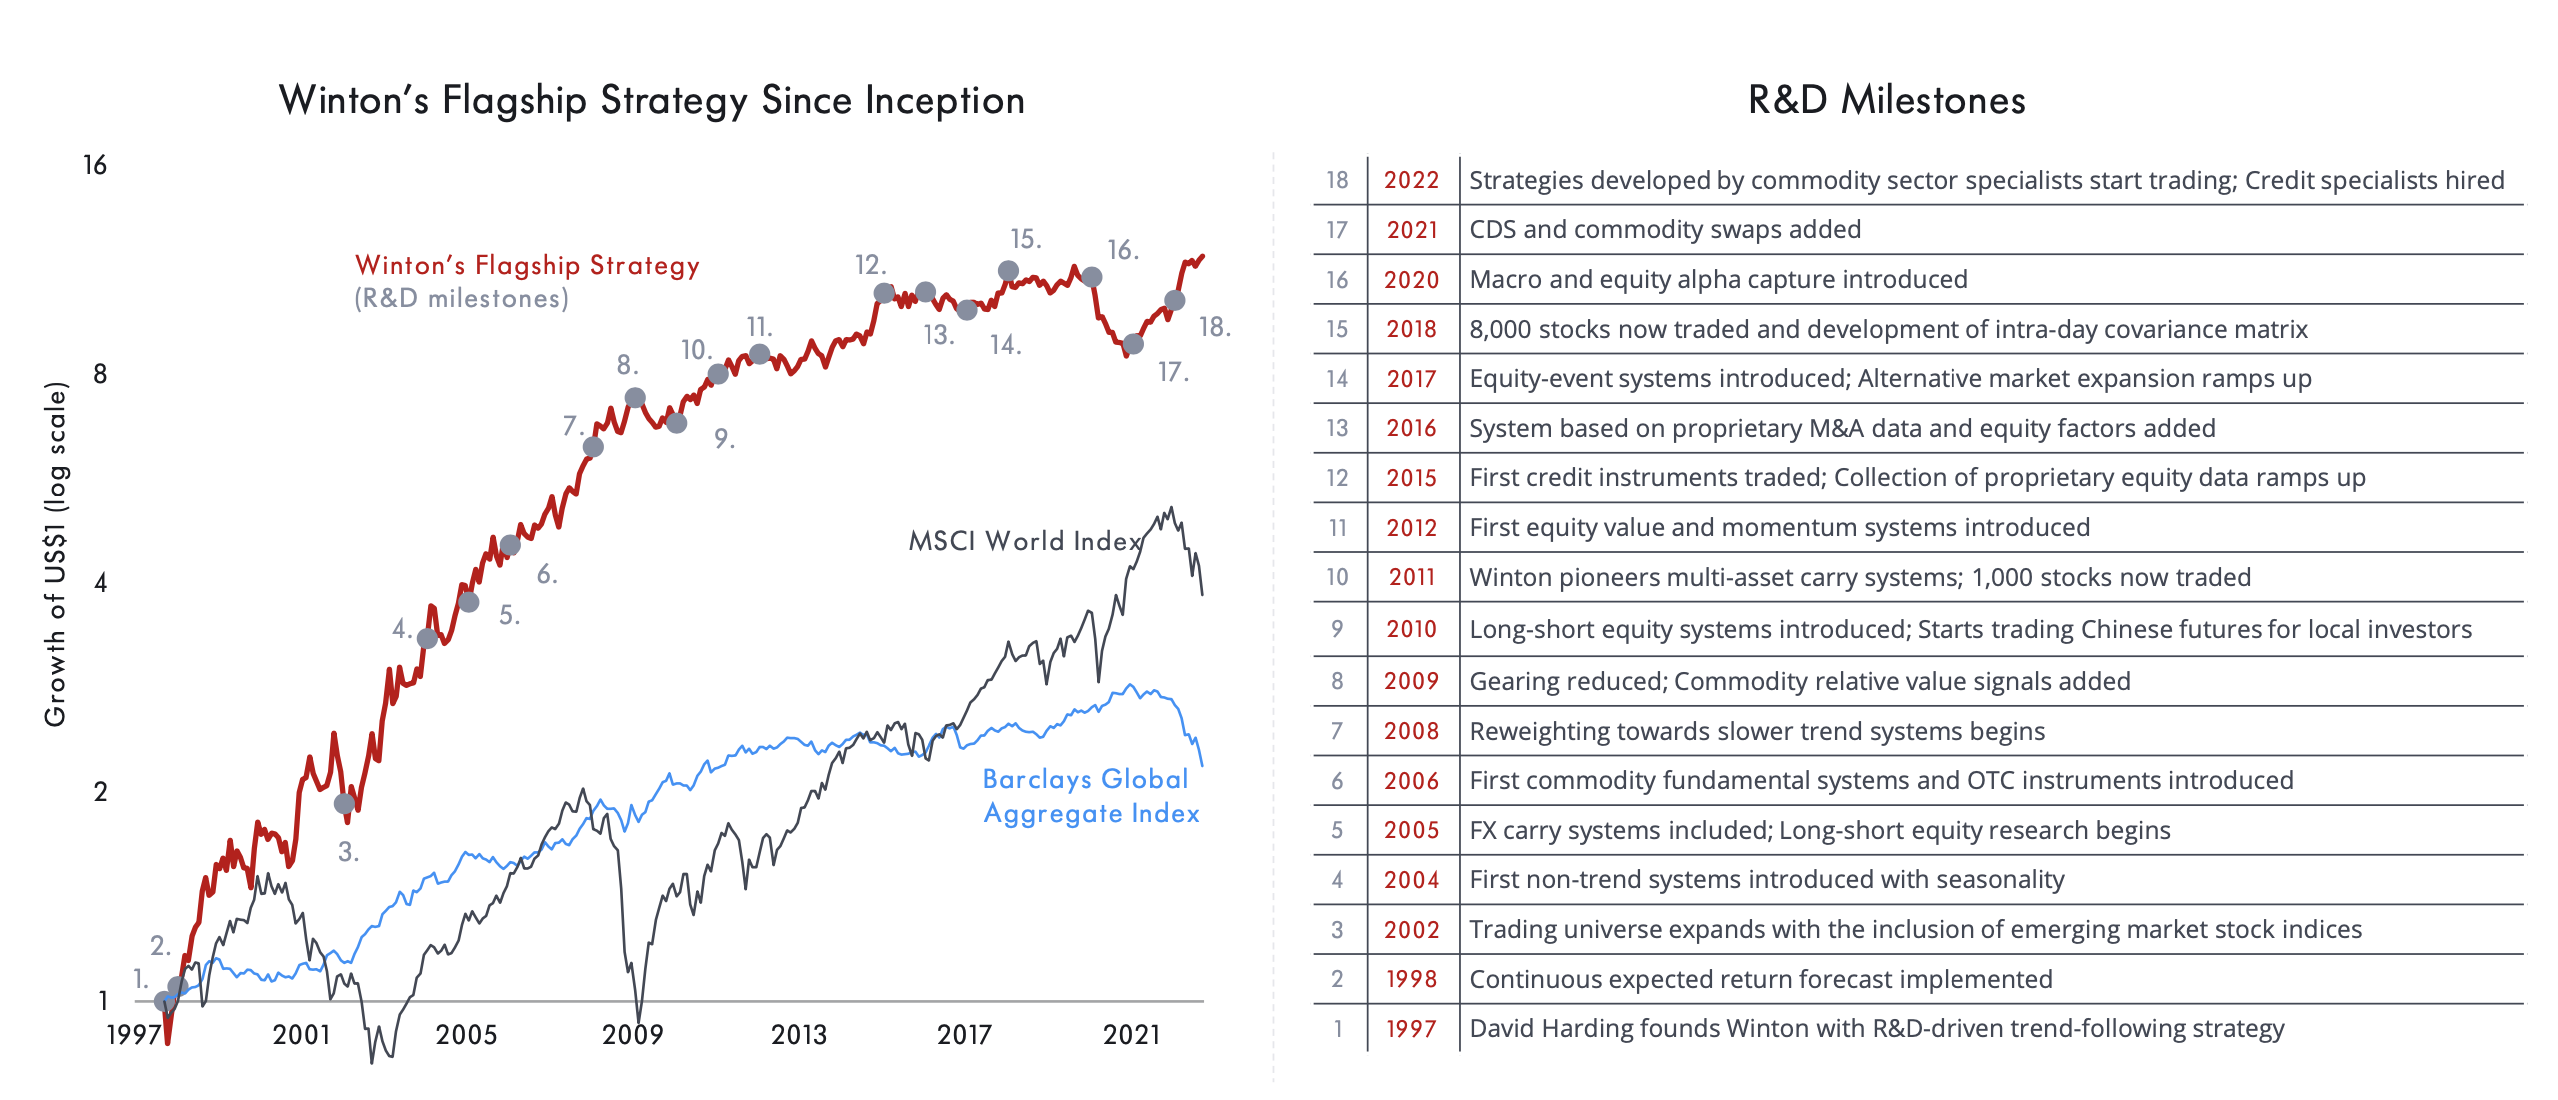 Winton’s Flagship Strategy Since Inception
Growth of US$1 (log scale)
16
8
4
2
1
1997
2001
2005
2009
2013
2017
2021
Winton’s Flagship Strategy
(R&D milestones)
MSCI World Index
Barclays Global
Aggregate Index
1.
2.
3.
4.
5.
6.
7.
8.
9.
10.
11.
12.
13.
14.
15.
16.
17.
18.
R&D Milestones
18 2022 Strategies developed by commodity sector specialists start trading; Credit specialists hired
17 2021 CDS and commodity swaps added
16 2020 Macro and equity alpha capture introduced
15 2018 8,000 stocks now traded and development of intra-day covariance matrix
14 2017 Equity-event systems introduced; Alternative market expansion ramps up
13 2016 System based on proprietary M&A data and equity factors added
12 2015 First credit instruments traded; Collection of proprietary equity data ramps up
11 2012 First equity value and momentum systems introduced
10 2011 Winton pioneers multi-asset carry systems; 1,000 stocks now traded
9 2010 Long-short equity systems introduced; Starts trading Chinese futures for local investors
8 2009 Gearing reduced; Commodity relative value signals added
7 2008 Reweighting towards slower trend systems begins
6 2006 First commodity fundamental systems and OTC instruments introduced
5 2005 FX carry systems included; Long-short equity research begins
4 2004 First non-trend systems introduced with seasonality
3 2002 Trading universe expands with the inclusion of emerging market stock indices
2 1998 Continuous expected return forecast implemented
1 1997 David Harding founds Winton with R&D-driven trend-following strategy